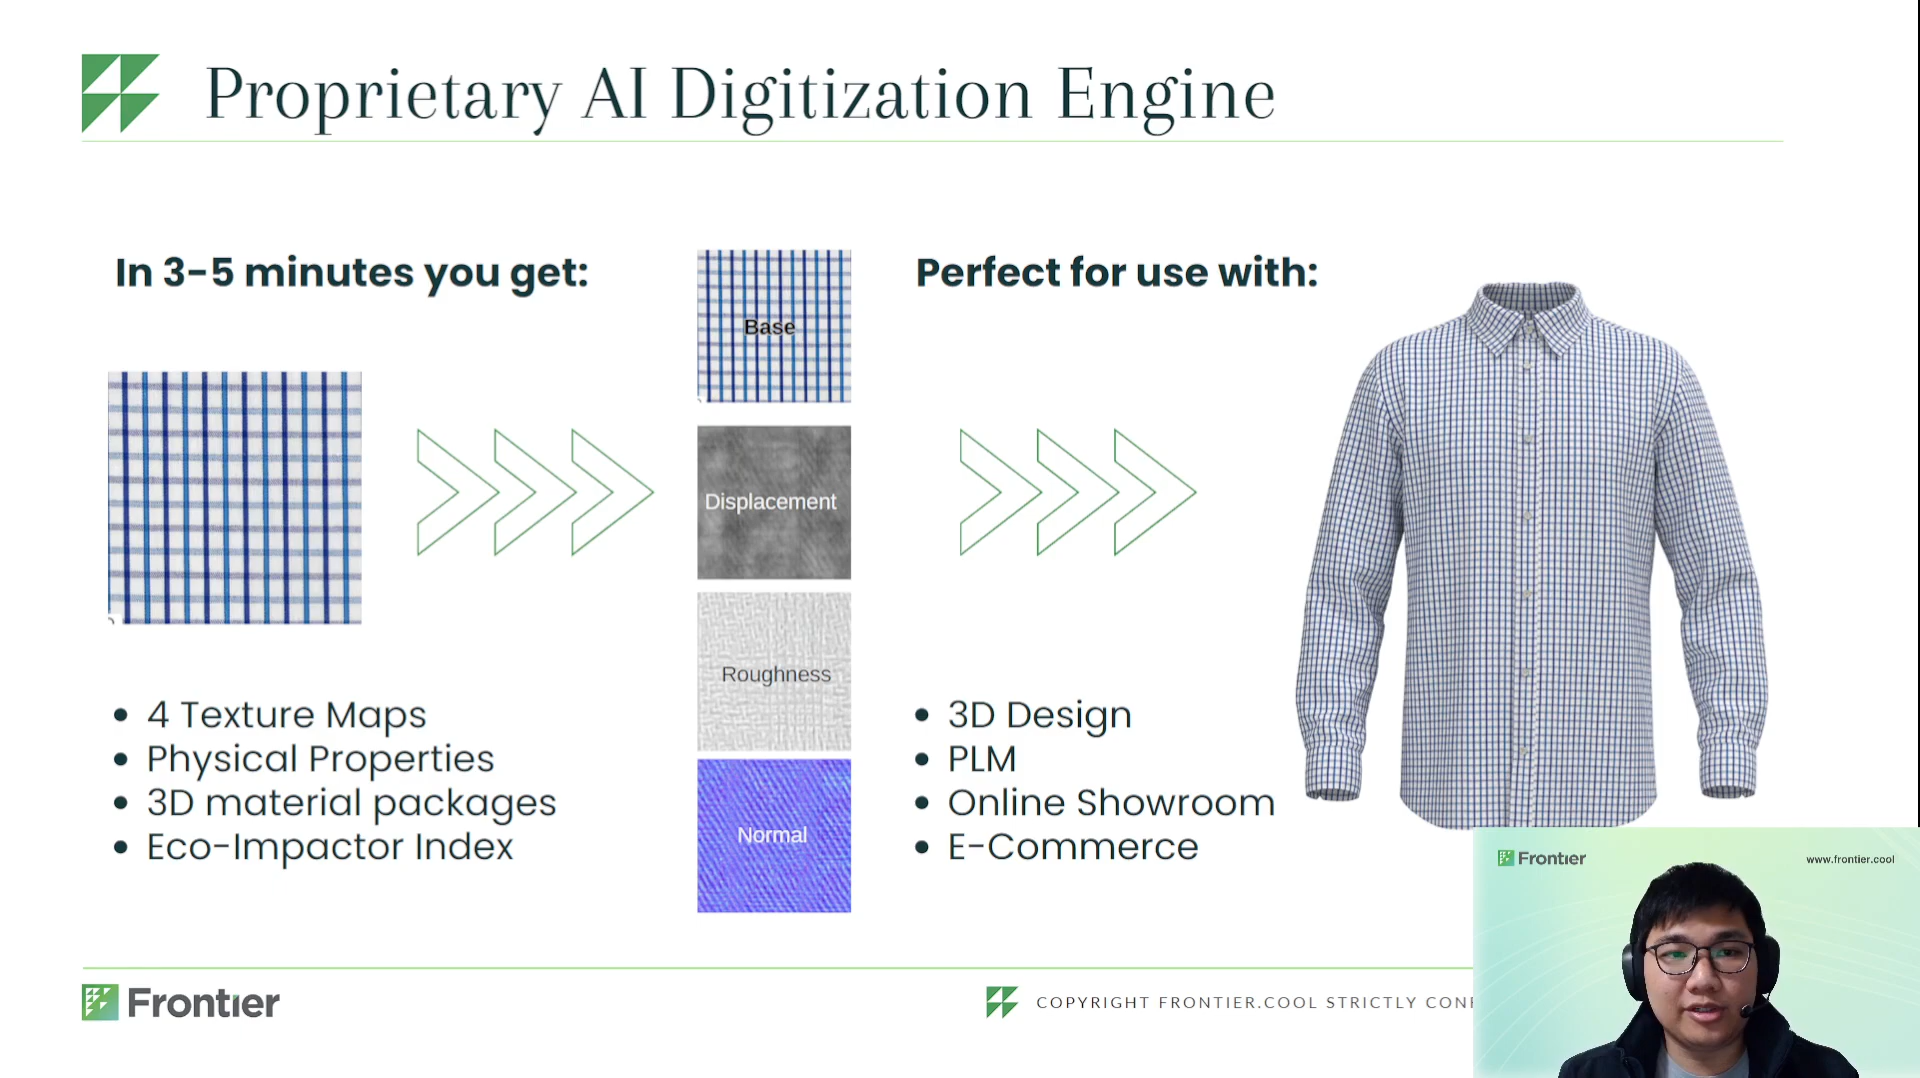 Proprietary AI Digitization Engine
In 3-5 minutes you get:
4 Texture Maps
Physical Properties
3D material packages
Eco-Impactor Index
Base
Displacement
Roughness
Normal
Perfect for use with:
3D Design
PLM
Online Showroom
E-Commerce
Frontier
www.frontier.cool
Frontier
COPYRIGHT FRONTIER.COOL STRICTLY